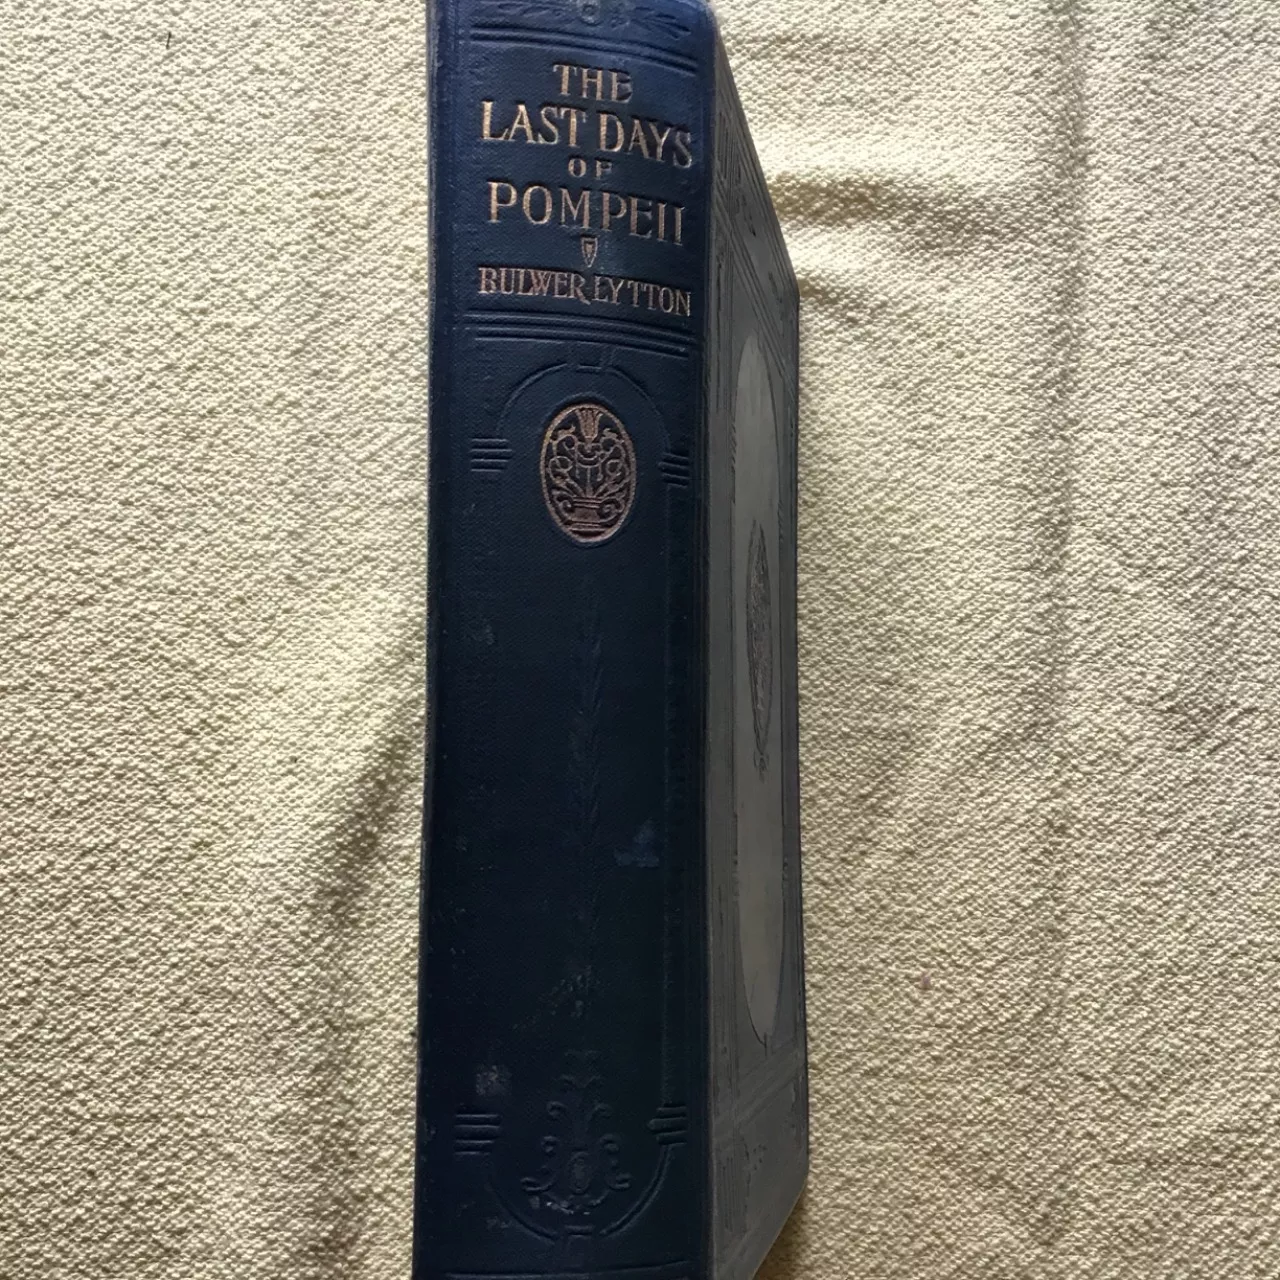 THE
LAST DAYS
OF
POMPEII
BULWER-LYTTON